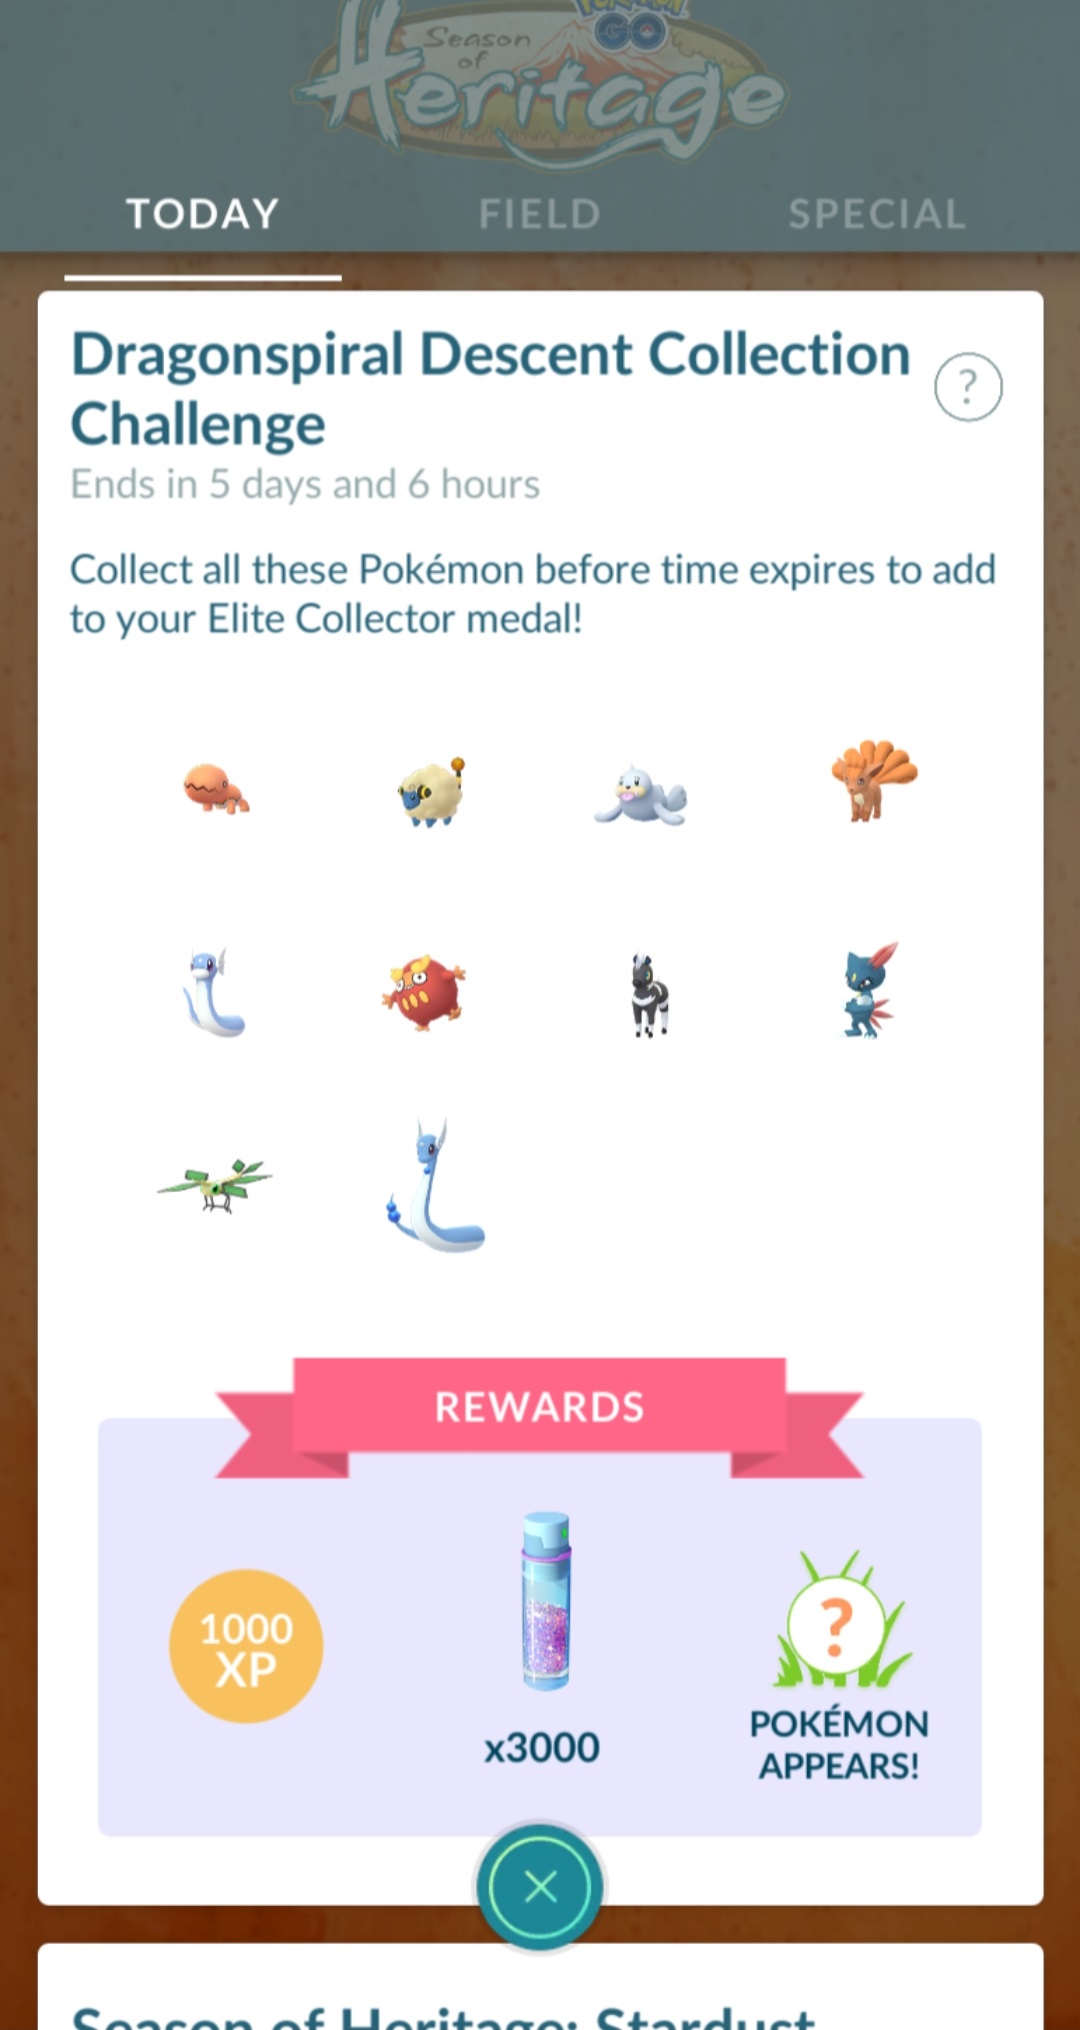 POKÉMON
GO
Season
of
Heritage
TODAY
FIELD
SPECIAL
Dragonspiral Descent Collection
Challenge
?
Ends in 5 days and 6 hours
Collect all these Pokémon before time expires to add
to your Elite Collector medal!
REWARDS
1000
XP
x3000
?
POKÉMON
APPEARS!
Season of Heritage: Stardust